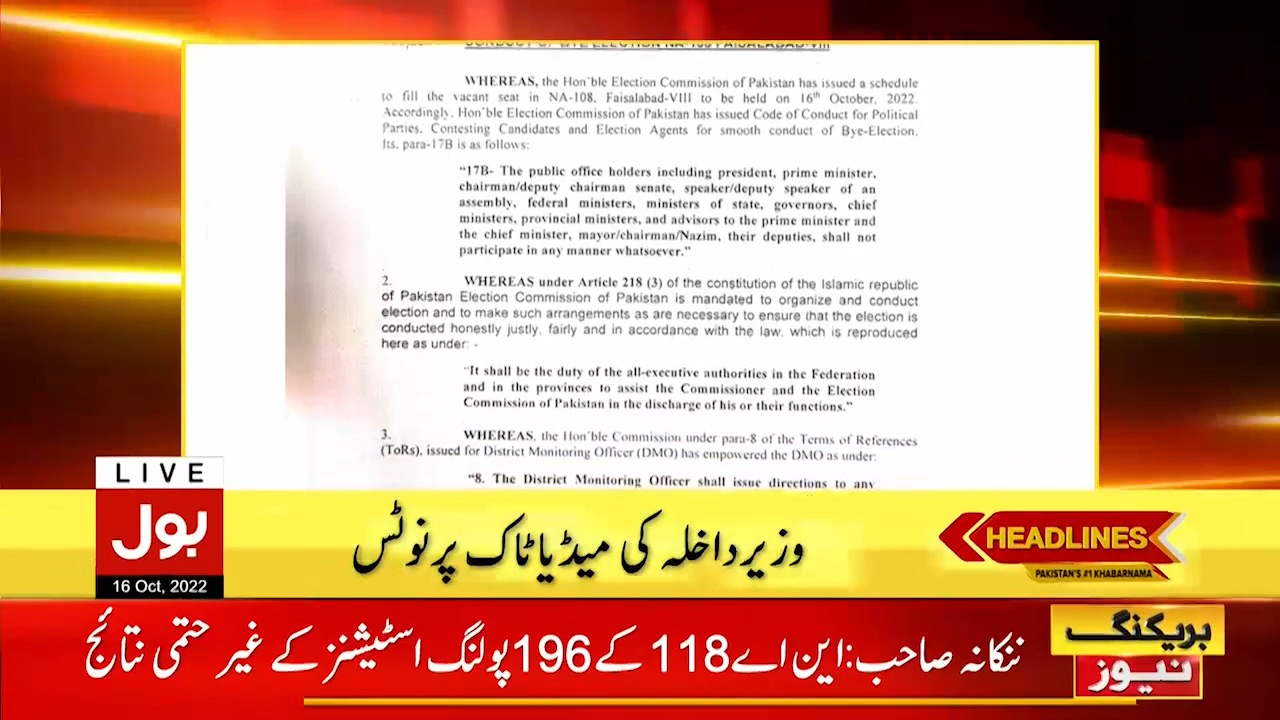 CONDUCT OF BYE ELECTION NA-108 FAISALABAD-VIII
WHEREAS, the Hon'ble Election Commission of Pakistan has issued a schedule
to fill the vacant seat in NA-108, Faisalabad-VIII to be held on 16th October, 2022.
Accordingly, Hon'ble Election Commission of Pakistan has issued Code of Conduct for Political
Parties, Contesting Candidates and Election Agents for smooth conduct of Bye-Election.
Its, para-17B is as follows:
"17B- The public office holders including president, prime minister,
chairman/deputy chairman senate, speaker/deputy speaker of an
assembly, federal ministers, ministers of state, governors, chief
ministers, provincial ministers, and advisors to the prime minister and
the chief minister, mayor/chairman/Nazim, their deputies, shall not
participate in any manner whatsoever."
2. WHEREAS under Article 218 (3) of the constitution of the Islamic republic
of Pakistan Election Commission of Pakistan is mandated to organize and conduct
election and to make such arrangements as are necessary to ensure that the election is
conducted honestly justly, fairly and in accordance with the law, which is reproduced
here as under: -
"It shall be the duty of the all-executive authorities in the Federation
and in the provinces to assist the Commissioner and the Election
Commission of Pakistan in the discharge of his or their functions."
3. WHEREAS, the Hon'ble Commission under para-8 of the Terms of References
(ToRs), issued for District Monitoring Officer (DMO) has empowered the DMO as under:
"8. The District Monitoring Officer shall issue directions to any
LIVE
بول
16 Oct, 2022
وزیر داخلہ کی میڈیا ٹاک پر نوٹس
HEADLINES
PAKISTAN'S #1 KHABARNAMA
بریکنگ
نیوز
ننکانہ صاحب: این اے 118 کے 196 پولنگ اسٹیشنز کے غیر حتمی نتائج